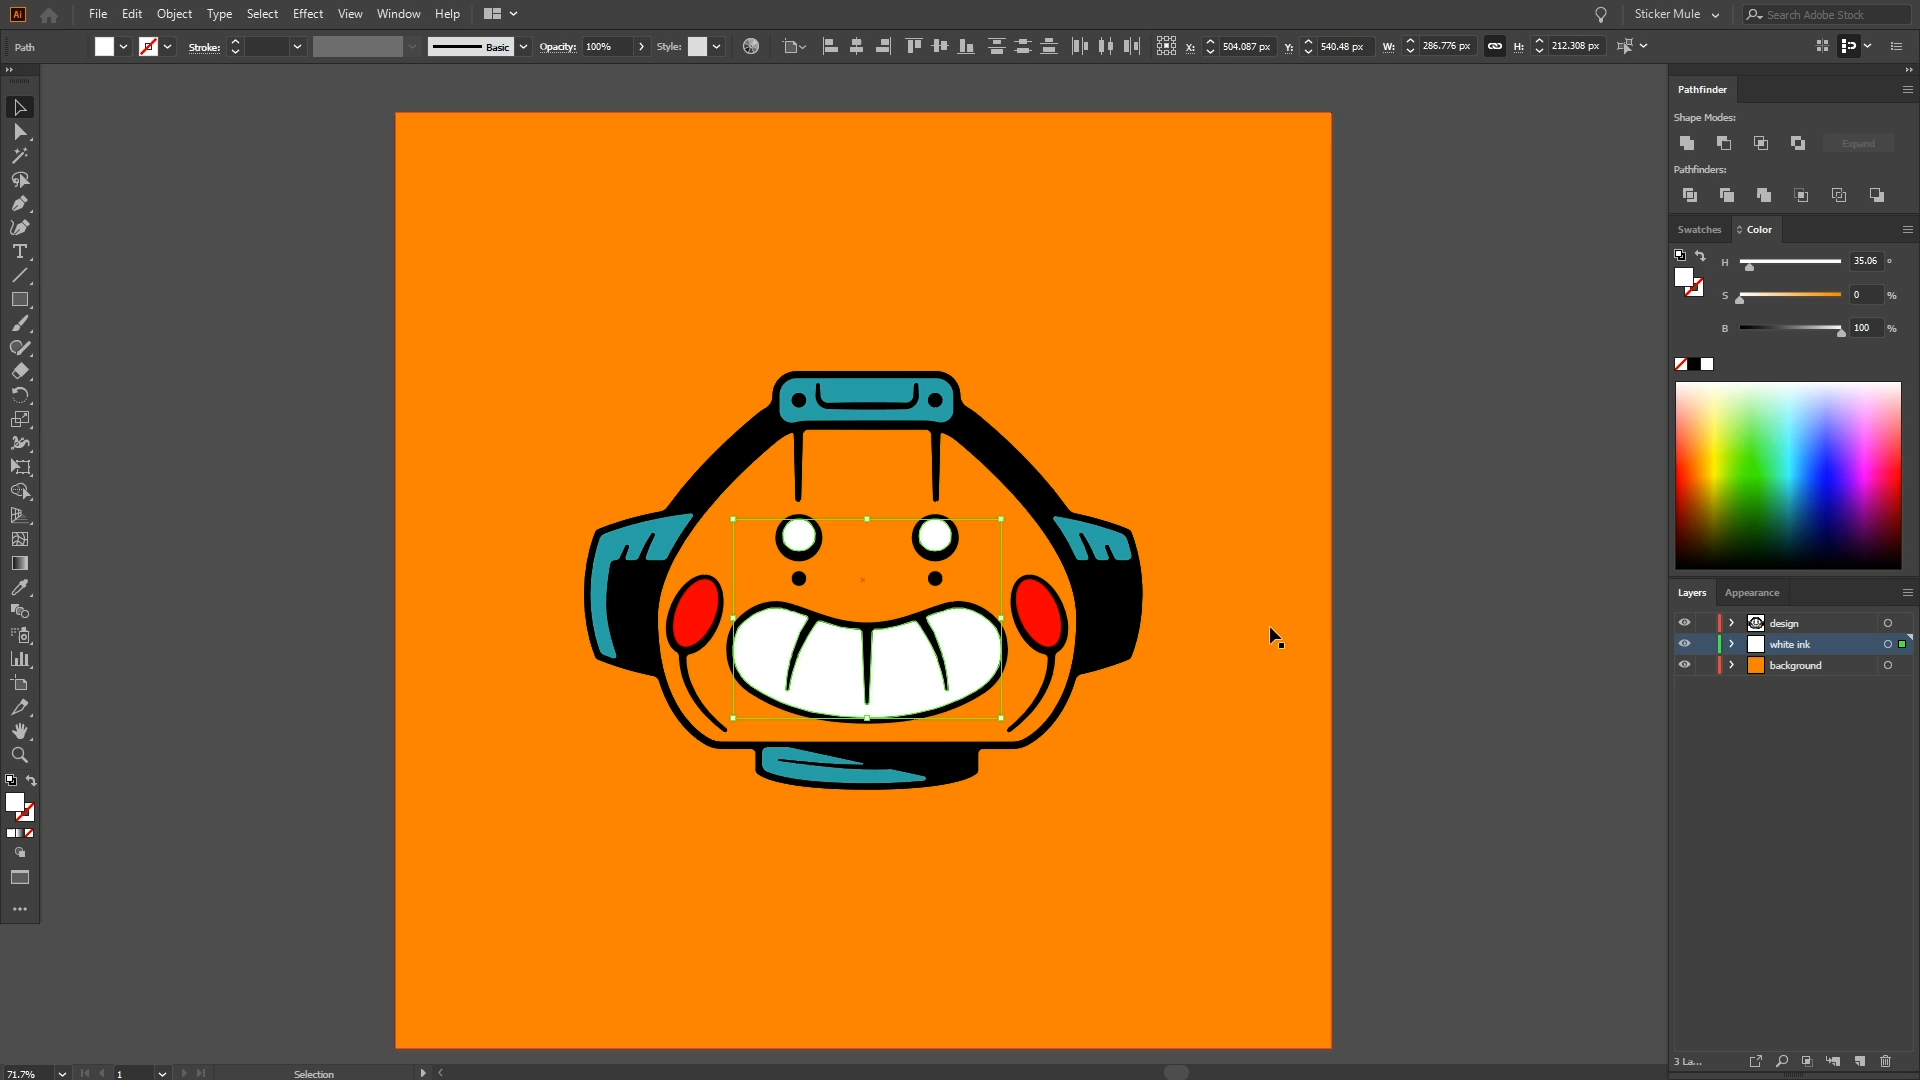 Ai File Edit Object Type Select Effect View Window Help Sticker Mule Search Adobe Stock
Path Stroke: Basic Opacity: 100% Style: X: 504.087 px Y: 540.48 px W: 286.776 px H: 212.308 px
Pathfinder
Shape Modes:
Expand
Pathfinders:
Swatches Color
H 35.06 °
S 0 %
B 100 %
Layers Appearance
design
white ink
background
3 La...
71.7% 1 Selection